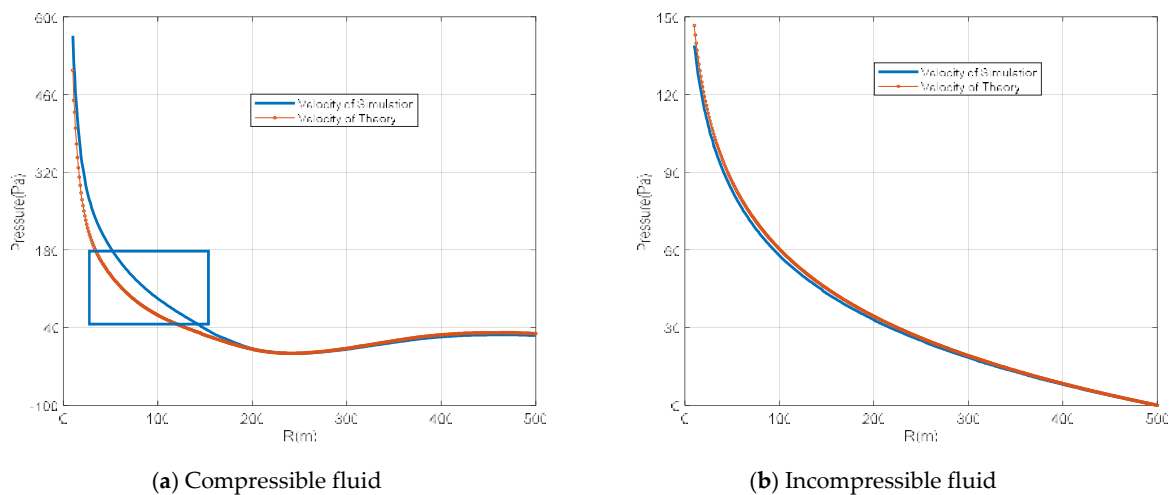 600
460
320
180
40
-100
Pressure(Pa)
Velocity of Simulation
Velocity of Theory
0
100
200
300
400
500
R(m)
(a) Compressible fluid
150
120
90
60
30
0
Pressure(Pa)
Velocity of Simulation
Velocity of Theory
0
100
200
300
400
500
R(m)
(b) Incompressible fluid